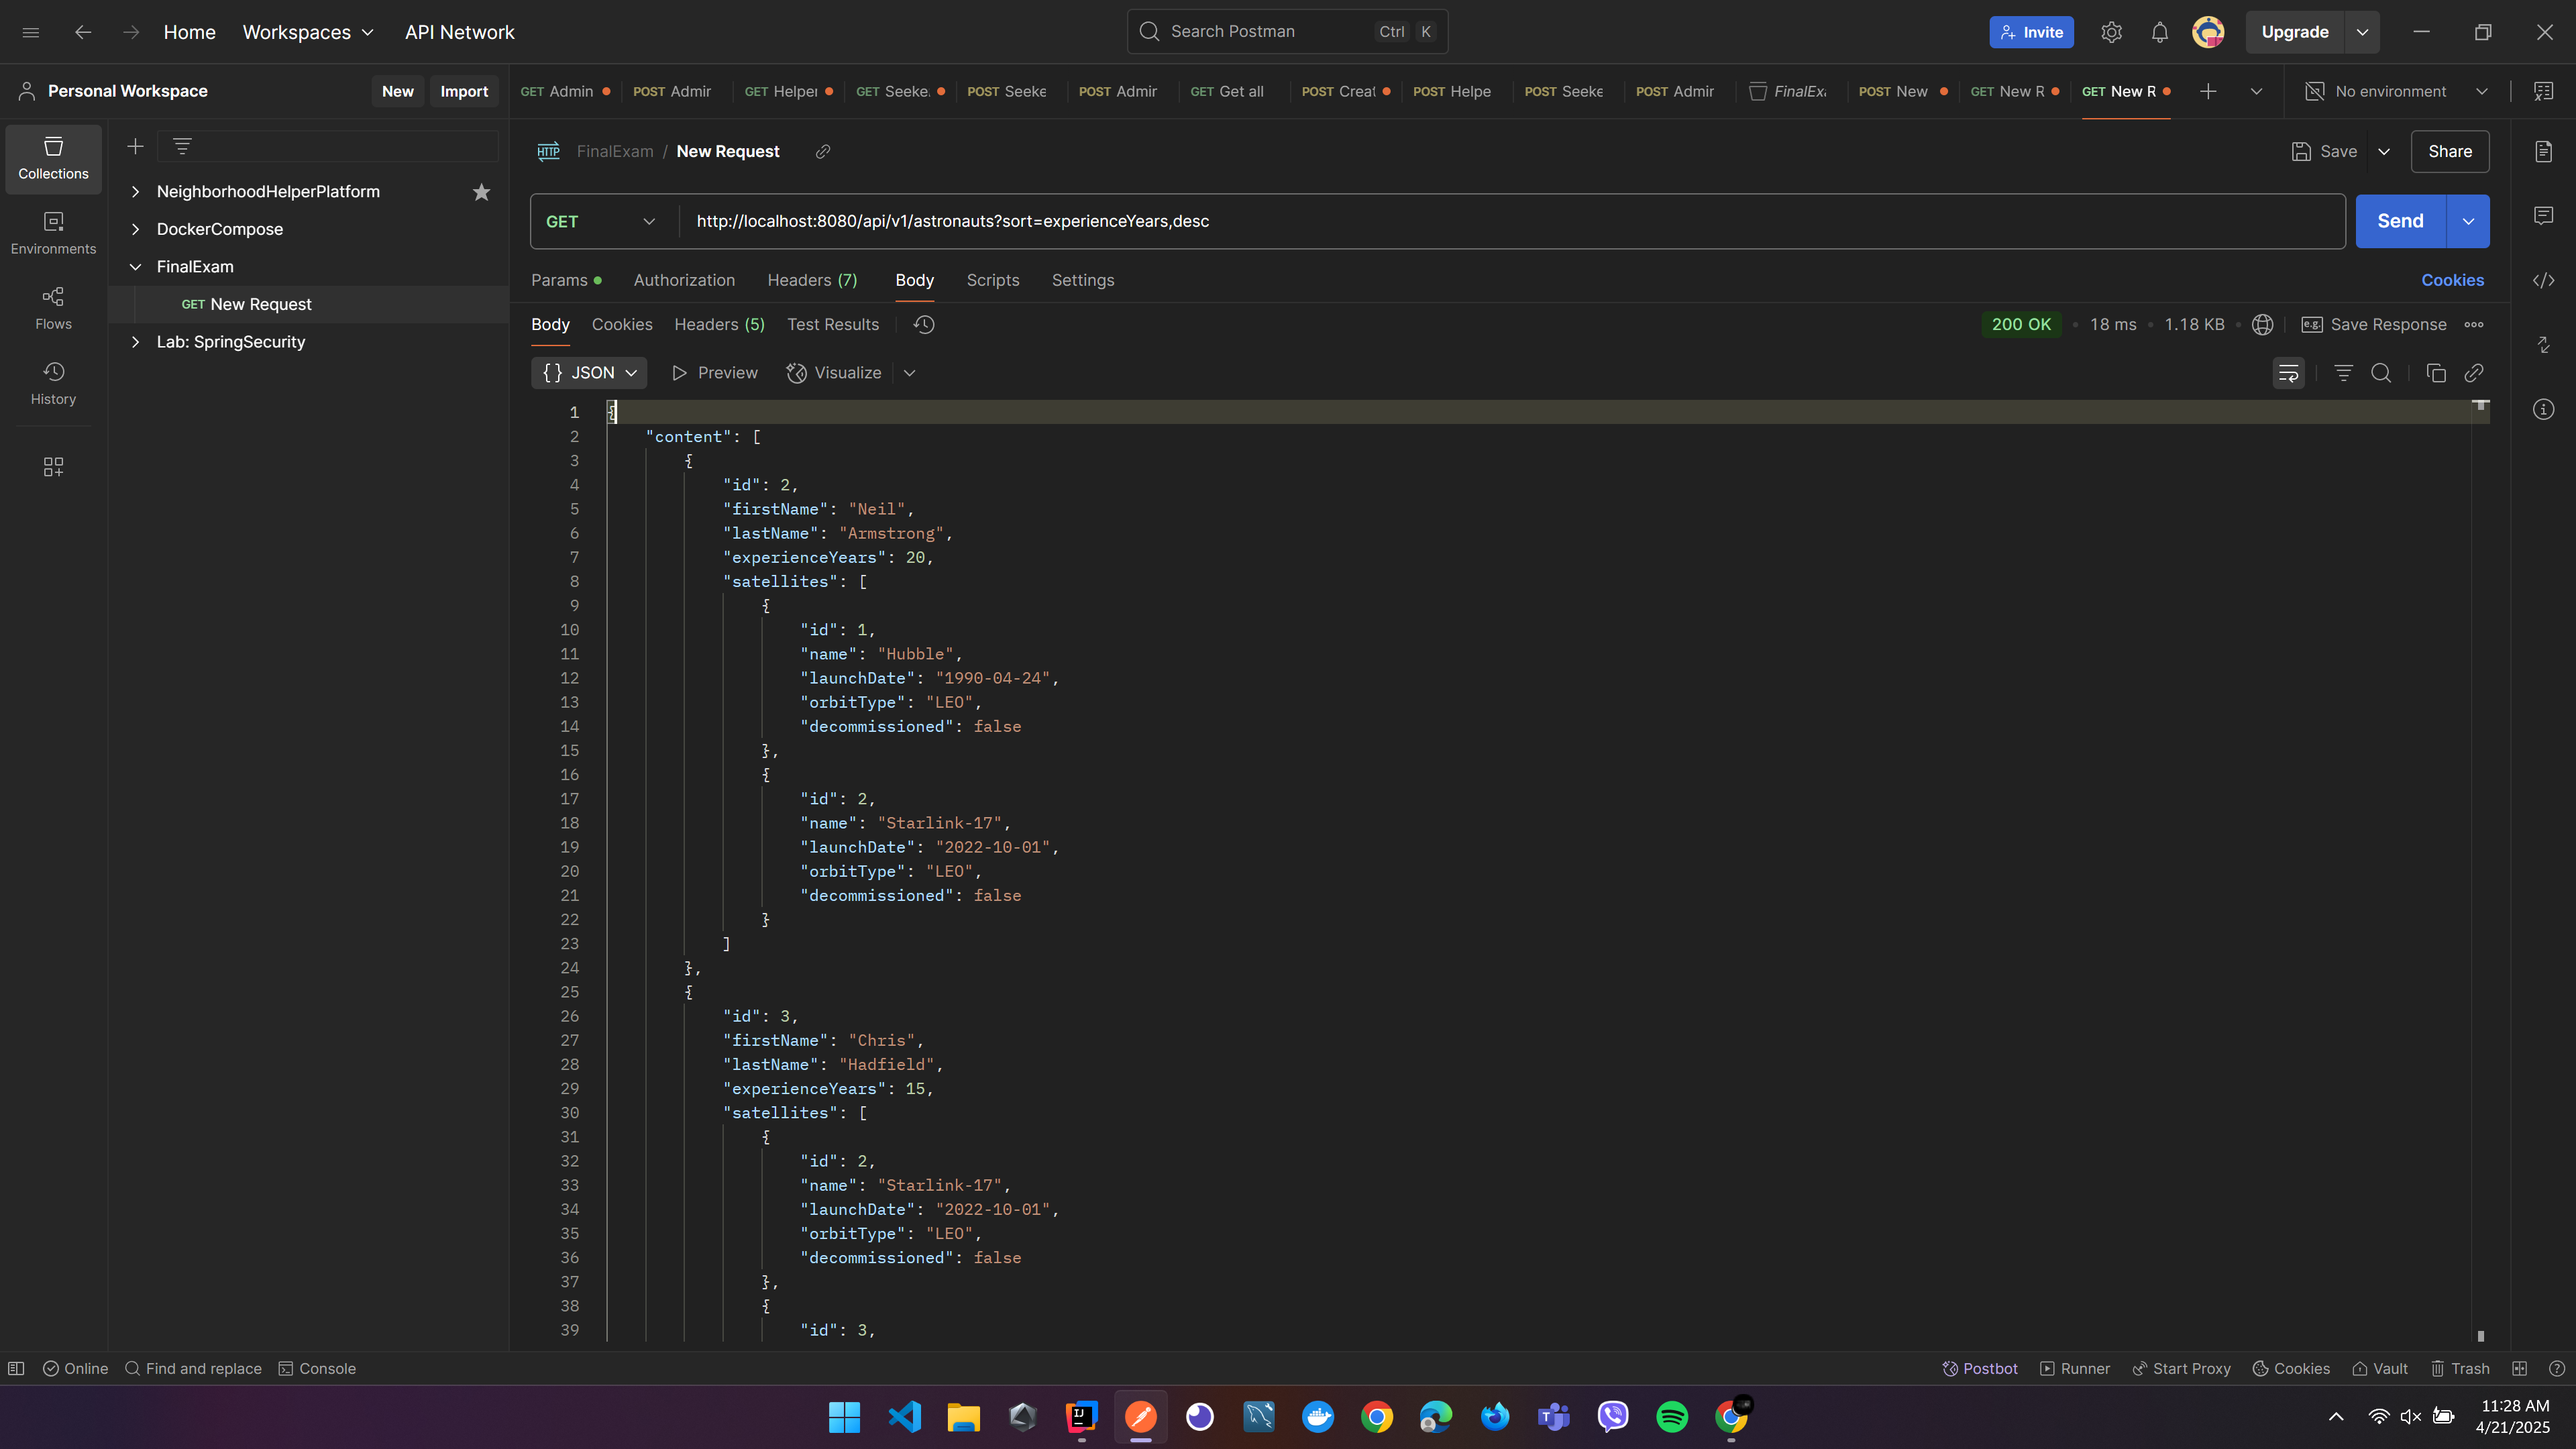 Home Workspaces API Network Search Postman Ctrl K Invite Upgrade
Personal Workspace New Import GET Admin POST Admir GET Helper GET Seeke. POST Seeke POST Admir GET Get all POST Creat POST Helpe POST Seeke POST Admir FinalEx POST New GET New R GET New R No environment
Collections
Environments
Flows
History
NeighborhoodHelperPlatform
DockerCompose
FinalExam
GET New Request
Lab: SpringSecurity
HTTP FinalExam / New Request Save Share
GET http://localhost:8080/api/v1/astronauts?sort=experienceYears,desc Send
Params Authorization Headers (7) Body Scripts Settings Cookies
Body Cookies Headers (5) Test Results 200 OK 18 ms 1.18 KB e.g. Save Response
{} JSON Preview Visualize
1 {
2 "content": [
3 {
4 "id": 2,
5 "firstName": "Neil",
6 "lastName": "Armstrong",
7 "experienceYears": 20,
8 "satellites": [
9 {
10 "id": 1,
11 "name": "Hubble",
12 "launchDate": "1990-04-24",
13 "orbitType": "LEO",
14 "decommissioned": false
15 },
16 {
17 "id": 2,
18 "name": "Starlink-17",
19 "launchDate": "2022-10-01",
20 "orbitType": "LEO",
21 "decommissioned": false
22 }
23 ]
24 },
25 {
26 "id": 3,
27 "firstName": "Chris",
28 "lastName": "Hadfield",
29 "experienceYears": 15,
30 "satellites": [
31 {
32 "id": 2,
33 "name": "Starlink-17",
34 "launchDate": "2022-10-01",
35 "orbitType": "LEO",
36 "decommissioned": false
37 },
38 {
39 "id": 3,
Online Find and replace Console Postbot Runner Start Proxy Cookies Vault Trash
11:28 AM
4/21/2025